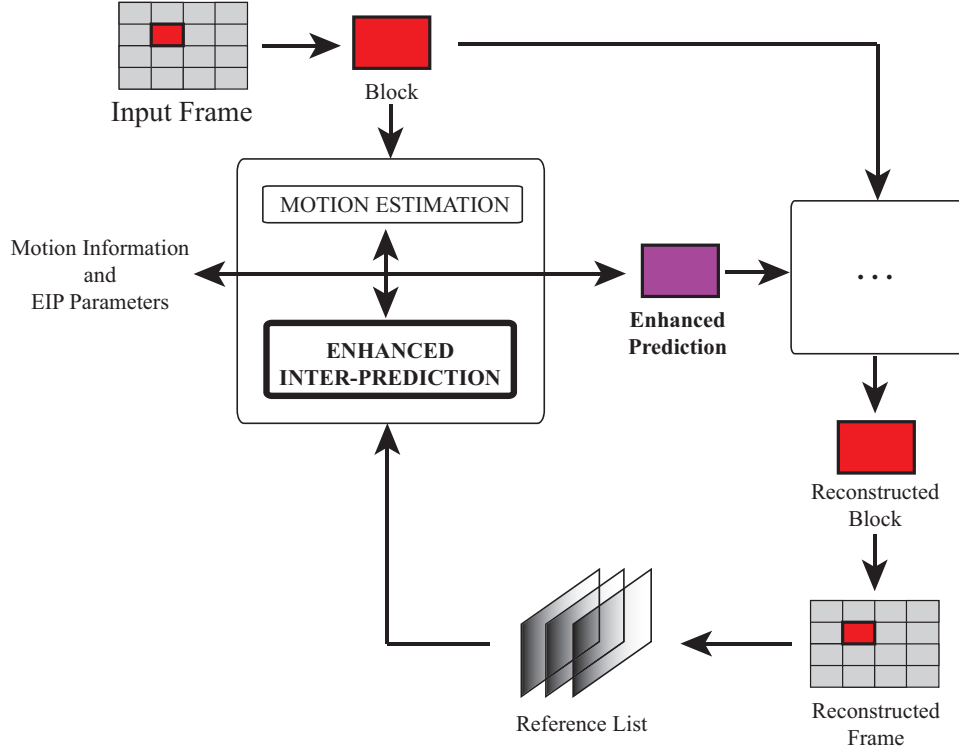 Input Frame
Block
MOTION ESTIMATION
Motion Information
and
EIP Parameters
ENHANCED
INTER-PREDICTION
Enhanced
Prediction
...
Reconstructed
Block
Reference List
Reconstructed
Frame